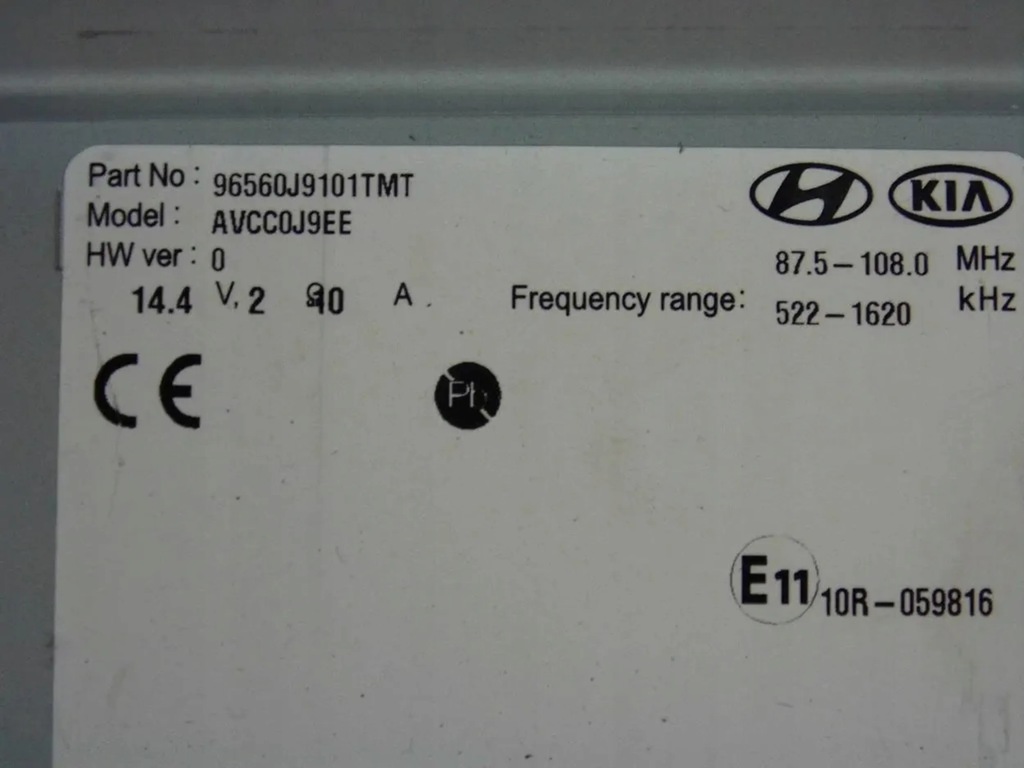 Part No : 96560J9101TMT
Model : AVCC0J9EE
HW ver : 0
14.4 V, 2 10 A .
KIA
87.5-108.0 MHz
Frequency range: 522-1620 kHz
CE
E11 10R-059816